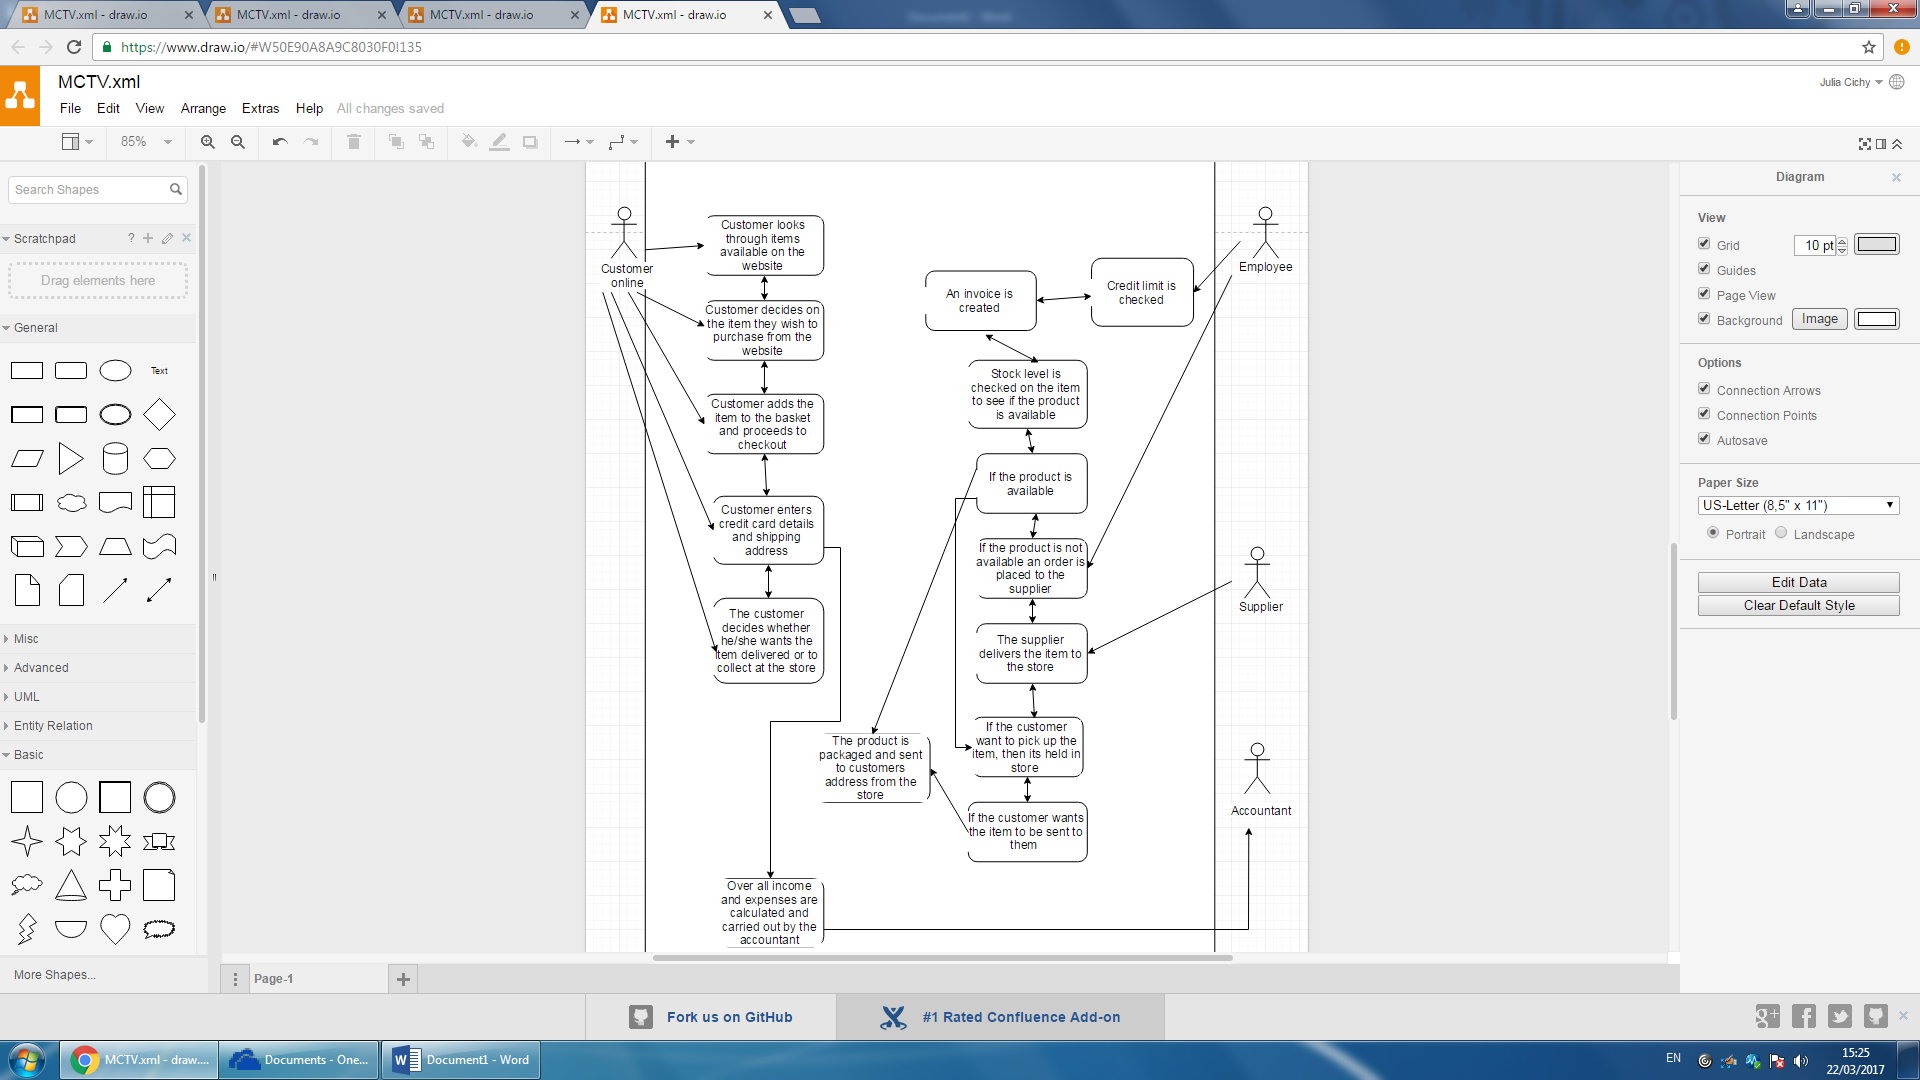 MCTV.xml - draw.io
MCTV.xml - draw.io
MCTV.xml - draw.io
MCTV.xml - draw.io
Document1 - Word
https://www.draw.io/#W50E90A8A9C8030F0!135
MCTV.xml
Julia Cichy
File Edit View Arrange Extras Help All changes saved
85%
Search Shapes
Scratchpad
?
Drag elements here
General
Text
Misc
Advanced
UML
Entity Relation
Basic
More Shapes...
Customer
online
Customer looks
through items
available on the
website
Customer decides on
the item they wish to
purchase from the
website
Customer adds the
item to the basket
and proceeds to
checkout
Customer enters
credit card details
and shipping
address
The customer
decides whether
he/she wants the
item delivered or to
collect at the store
Over all income
and expenses are
calculated and
carried out by the
accountant
The product is
packaged and sent
to customers
address from the
store
An invoice is
created
Credit limit is
checked
Stock level is
checked on the item
to see if the product
is available
If the product is
available
If the product is not
available an order is
placed to the
supplier
The supplier
delivers the item to
the store
If the customer
want to pick up the
item, then its held in
store
If the customer wants
the item to be sent to
them
Employee
Supplier
Accountant
Diagram
View
Grid 10 pt
Guides
Page View
Background Image
Options
Connection Arrows
Connection Points
Autosave
Paper Size
US-Letter (8,5" x 11")
Portrait Landscape
Edit Data
Clear Default Style
Page-1
Fork us on GitHub
#1 Rated Confluence Add-on
MCTV.xml - draw....
Documents - One...
Document1 - Word
EN
15:25
22/03/2017